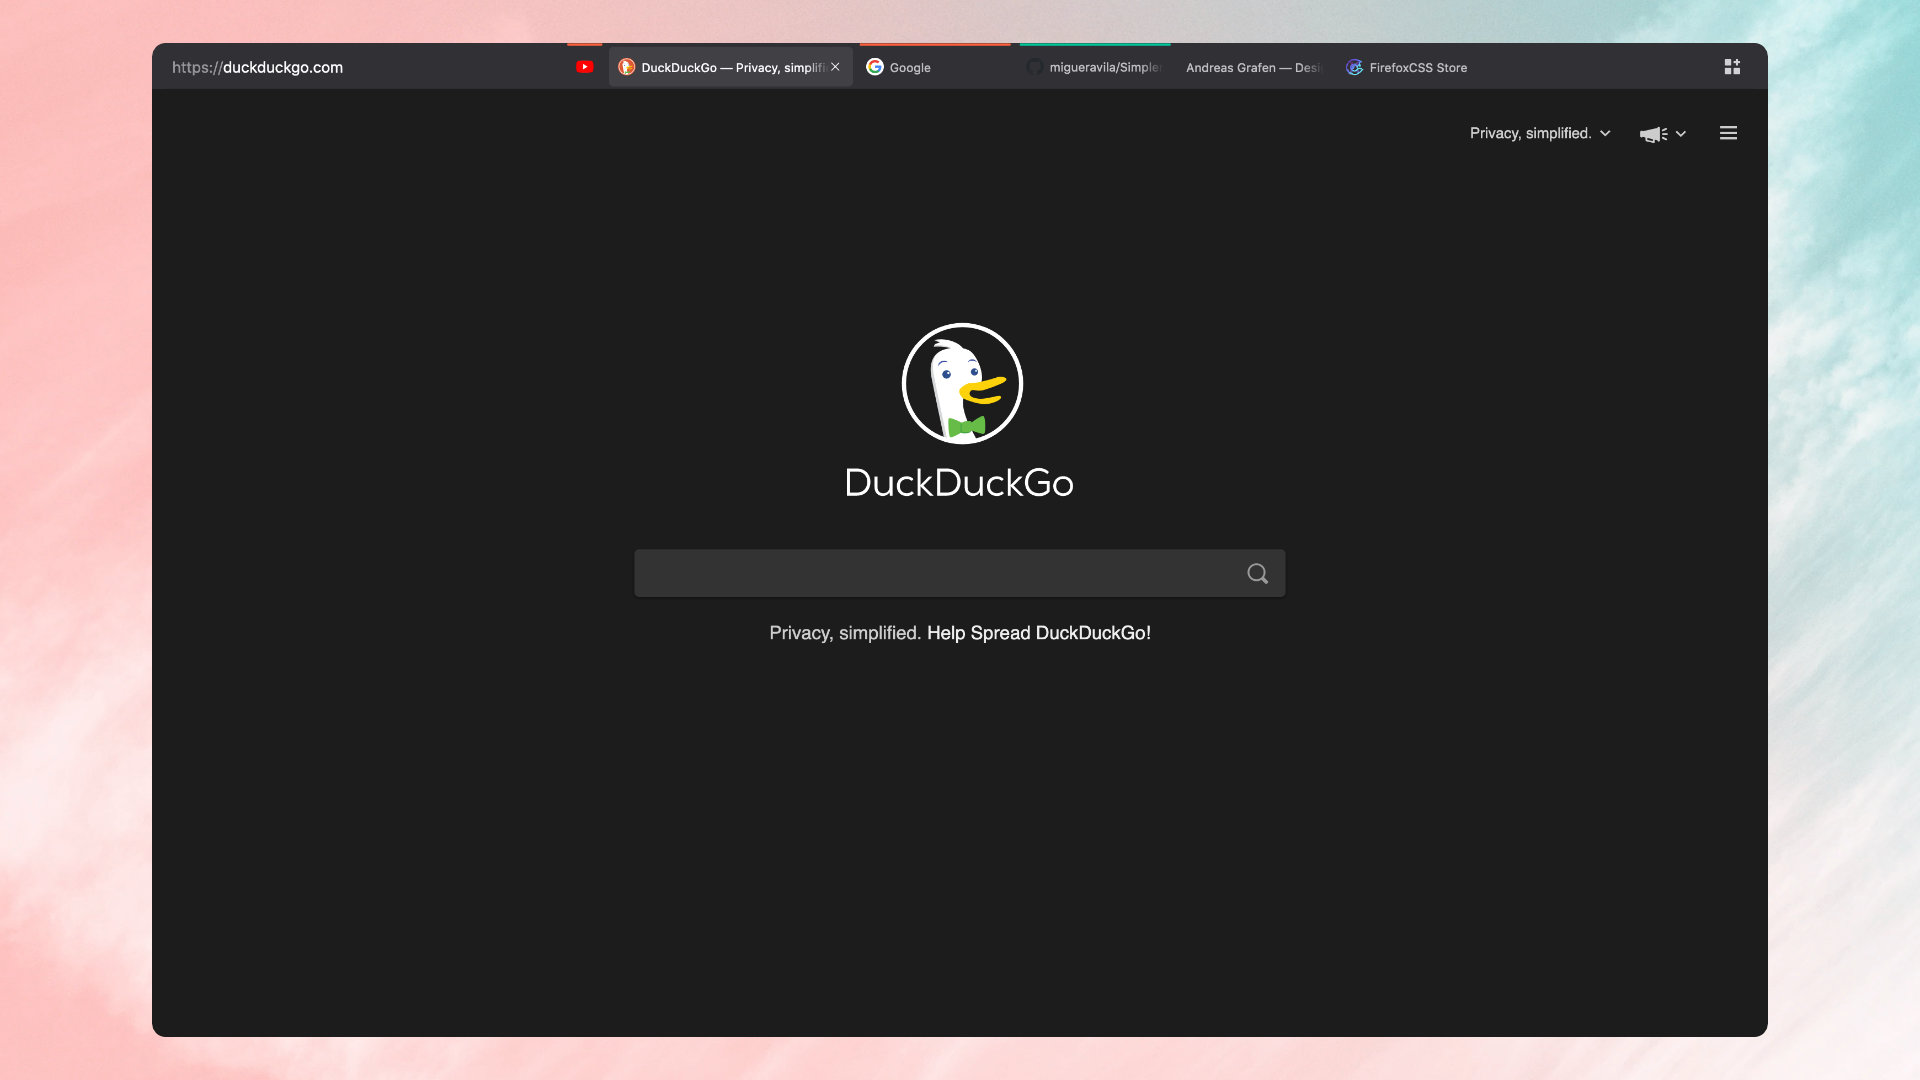 https://duckduckgo.com
DuckDuckGo — Privacy, simplifi
Google
migueravila/Simpler
Andreas Grafen — Desi
FirefoxCSS Store
Privacy, simplified.
DuckDuckGo
Privacy, simplified. Help Spread DuckDuckGo!